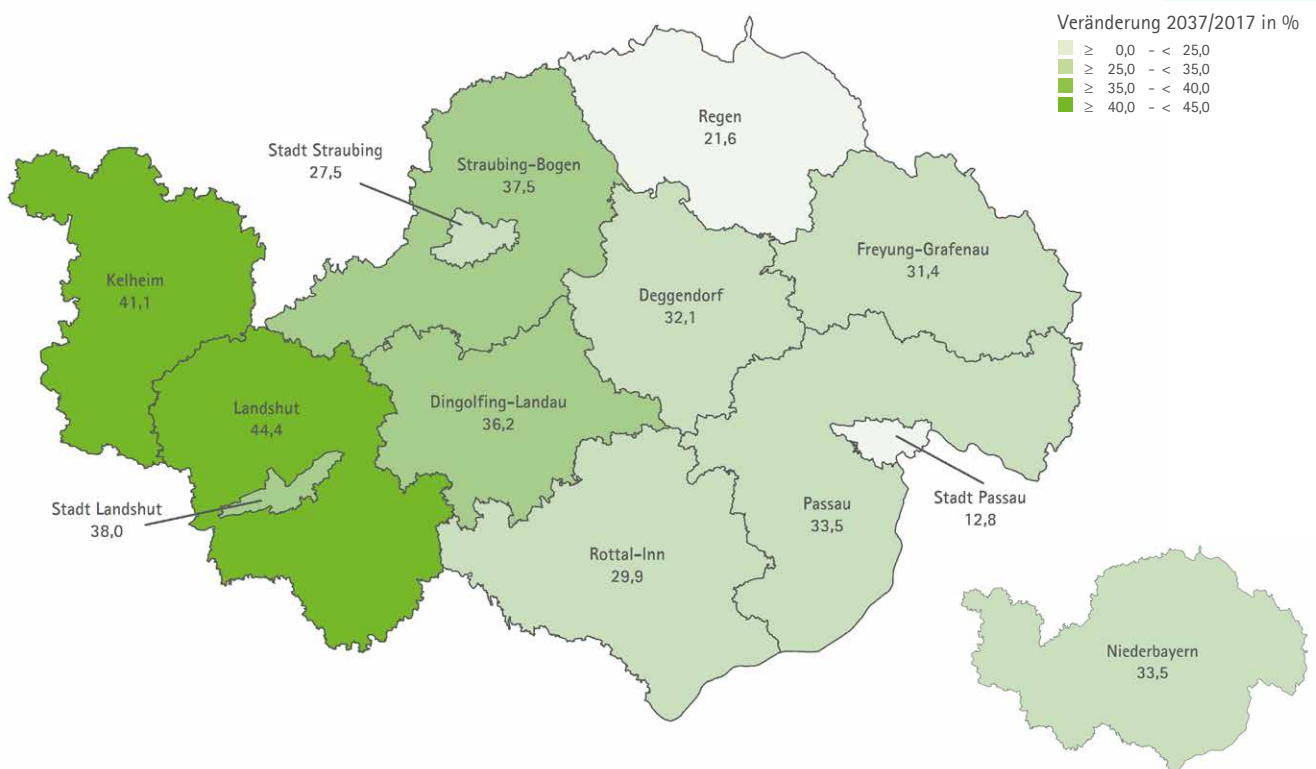 Veränderung 2037/2017 in %
≥ 0,0 - < 25,0
≥ 25,0 - < 35,0
≥ 35,0 - < 40,0
≥ 40,0 - < 45,0
Regen
21,6
Stadt Straubing
27,5
Straubing-Bogen
37,5
Freyung-Grafenau
31,4
Kelheim
41,1
Deggendorf
32,1
Landshut
44,4
Dingolfing-Landau
36,2
Stadt Landshut
38,0
Passau
33,5
Stadt Passau
12,8
Rottal-Inn
29,9
Niederbayern
33,5